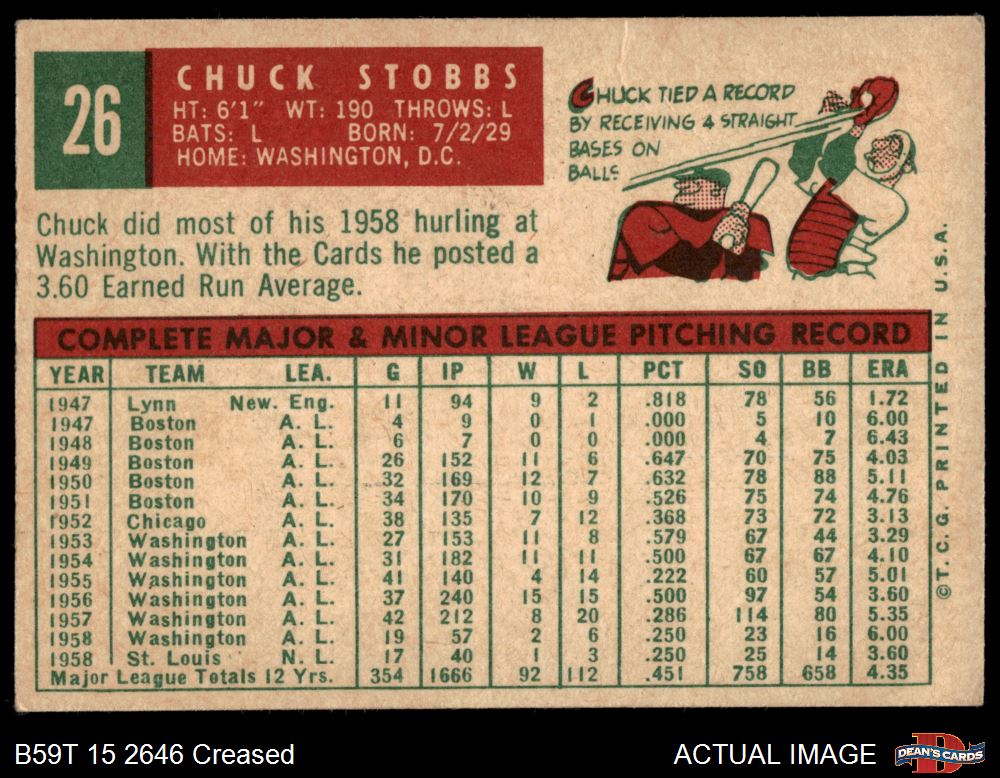 26
CHUCK STOBBS
HT: 6'1" WT: 190 THROWS: L
BATS: L BORN: 7/2/29
HOME: WASHINGTON, D.C.
CHUCK TIED A RECORD
BY RECEIVING 4 STRAIGHT
BASES ON
BALLS
Chuck did most of his 1958 hurling at
Washington. With the Cards he posted a
3.60 Earned Run Average.
COMPLETE MAJOR & MINOR LEAGUE PITCHING RECORD
YEAR TEAM LEA. G IP W L PCT SO BB ERA
1947 Lynn New. Eng. 11 94 9 2 .818 78 56 1.72
1947 Boston A. L. 4 9 0 1 .000 5 10 6.00
1948 Boston A. L. 6 7 0 0 .000 4 7 6.43
1949 Boston A. L. 26 152 11 6 .647 70 75 4.03
1950 Boston A. L. 32 169 12 7 .632 78 88 5.11
1951 Boston A. L. 34 170 10 9 .526 75 74 4.76
1952 Chicago A. L. 38 135 7 12 .368 73 72 3.13
1953 Washington A. L. 27 153 11 8 .579 67 44 3.29
1954 Washington A. L. 31 182 11 11 .500 67 67 4.10
1955 Washington A. L. 41 140 4 14 .222 60 57 5.01
1956 Washington A. L. 37 240 15 15 .500 97 54 3.60
1957 Washington A. L. 42 212 8 20 .286 114 80 5.35
1958 Washington A. L. 19 57 2 6 .250 23 16 6.00
1958 St. Louis N. L. 17 40 1 3 .250 25 14 3.60
Major League Totals 12 Yrs. 354 1666 92 112 .451 758 658 4.35
©T. C. G. PRINTED IN U.S.A.
B59T 15 2646 Creased
ACTUAL IMAGE
DEAN'S CARDS